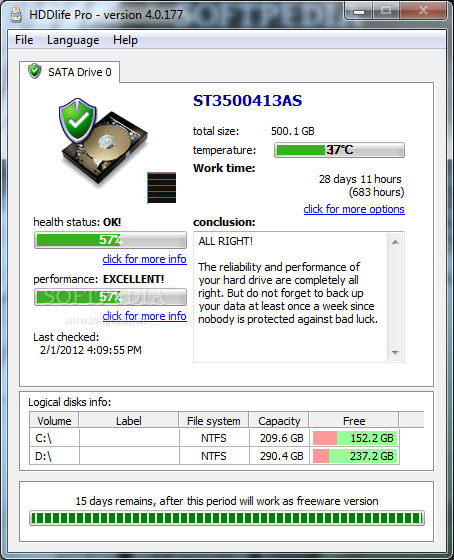 HDDlife Pro - version 4.0.177
SOFTPEDIA
File Language Help
SATA Drive 0
ST3500413AS
total size: 500.1 GB
temperature: 37°C
Work time:
28 days 11 hours
(683 hours)
click for more options
health status: OK!
57%
click for more info
performance: EXCELLENT!
57%
click for more info
SOFTPEDIA
www.softpedia.com
Last checked:
2/1/2012 4:09:55 PM
conclusion:
ALL RIGHT!
The reliability and performance of
your hard drive are completely all
right. But do not forget to back up
your data at least once a week since
nobody is protected against bad luck.
Logical disks info:
Volume Label File system Capacity Free
C:\ NTFS 209.6 GB 152.2 GB
D:\ NTFS 290.4 GB 237.2 GB
15 days remains, after this period will work as freeware version